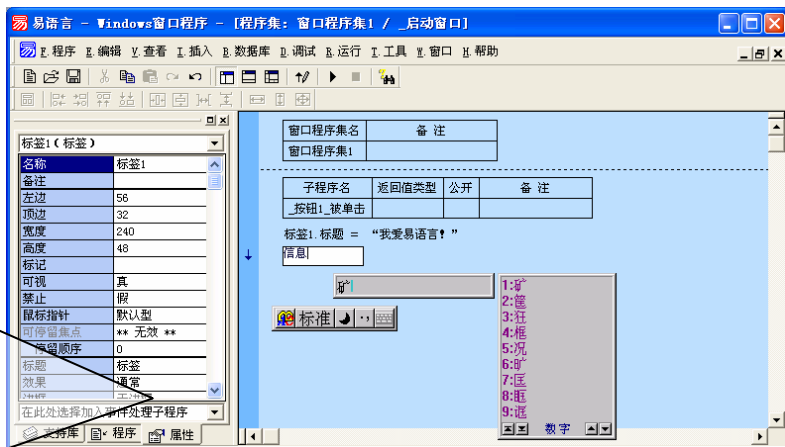 易语言 - Windows窗口程序 - [程序集: 窗口程序集1 / _启动窗口]
F.程序 E.编辑 V.查看 I.插入 B.数据库 D.调试 R.运行 T.工具 W.窗口 H.帮助
标签1(标签)
名称 标签1
备注
左边 56
顶边 32
宽度 240
高度 48
标记
可视 真
禁止 假
鼠标指针 默认型
可停留焦点 ** 无效 **
停留顺序 0
标题 标签
效果 通常
边框 无边框
在此处选择加入事件处理子程序
支持库 程序 属性
窗口程序集名 备 注
窗口程序集1
子程序名 返回值类型 公开 备 注
_按钮1_被单击
标签1.标题 = “我爱易语言!”
信息
矿
标准
1:矿
2:筐
3:狂
4:框
5:况
6:旷
7:匡
8:眶
9:诓
数字